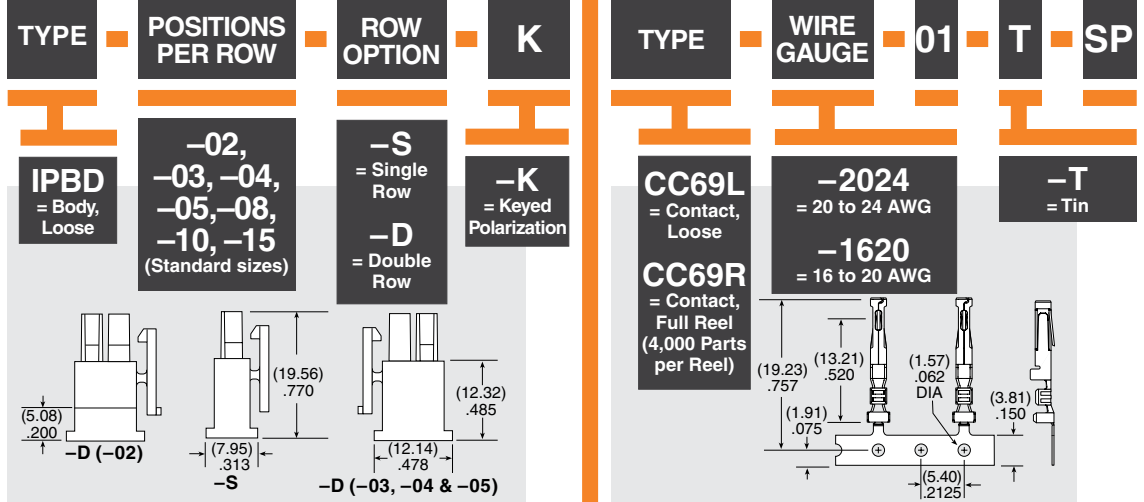 TYPE
POSITIONS
PER ROW
ROW
OPTION
K
IPBD
= Body,
Loose
–02,
–03, –04,
–05,–08,
–10, –15
(Standard sizes)
–S
= Single
Row
–D
= Double
Row
–K
= Keyed
Polarization
(5.08)
.200
–D (–02)
(19.56)
.770
(7.95)
.313
–S
(12.32)
.485
(12.14)
.478
–D (–03, –04 & –05)
TYPE
WIRE
GAUGE
01
T
SP
CC69L
= Contact,
Loose
CC69R
= Contact,
Full Reel
(4,000 Parts
per Reel)
–2024
= 20 to 24 AWG
–1620
= 16 to 20 AWG
–T
= Tin
(19.23)
.757
(13.21)
.520
(1.57)
.062
DIA
(3.81)
.150
(1.91)
.075
(5.40)
.2125